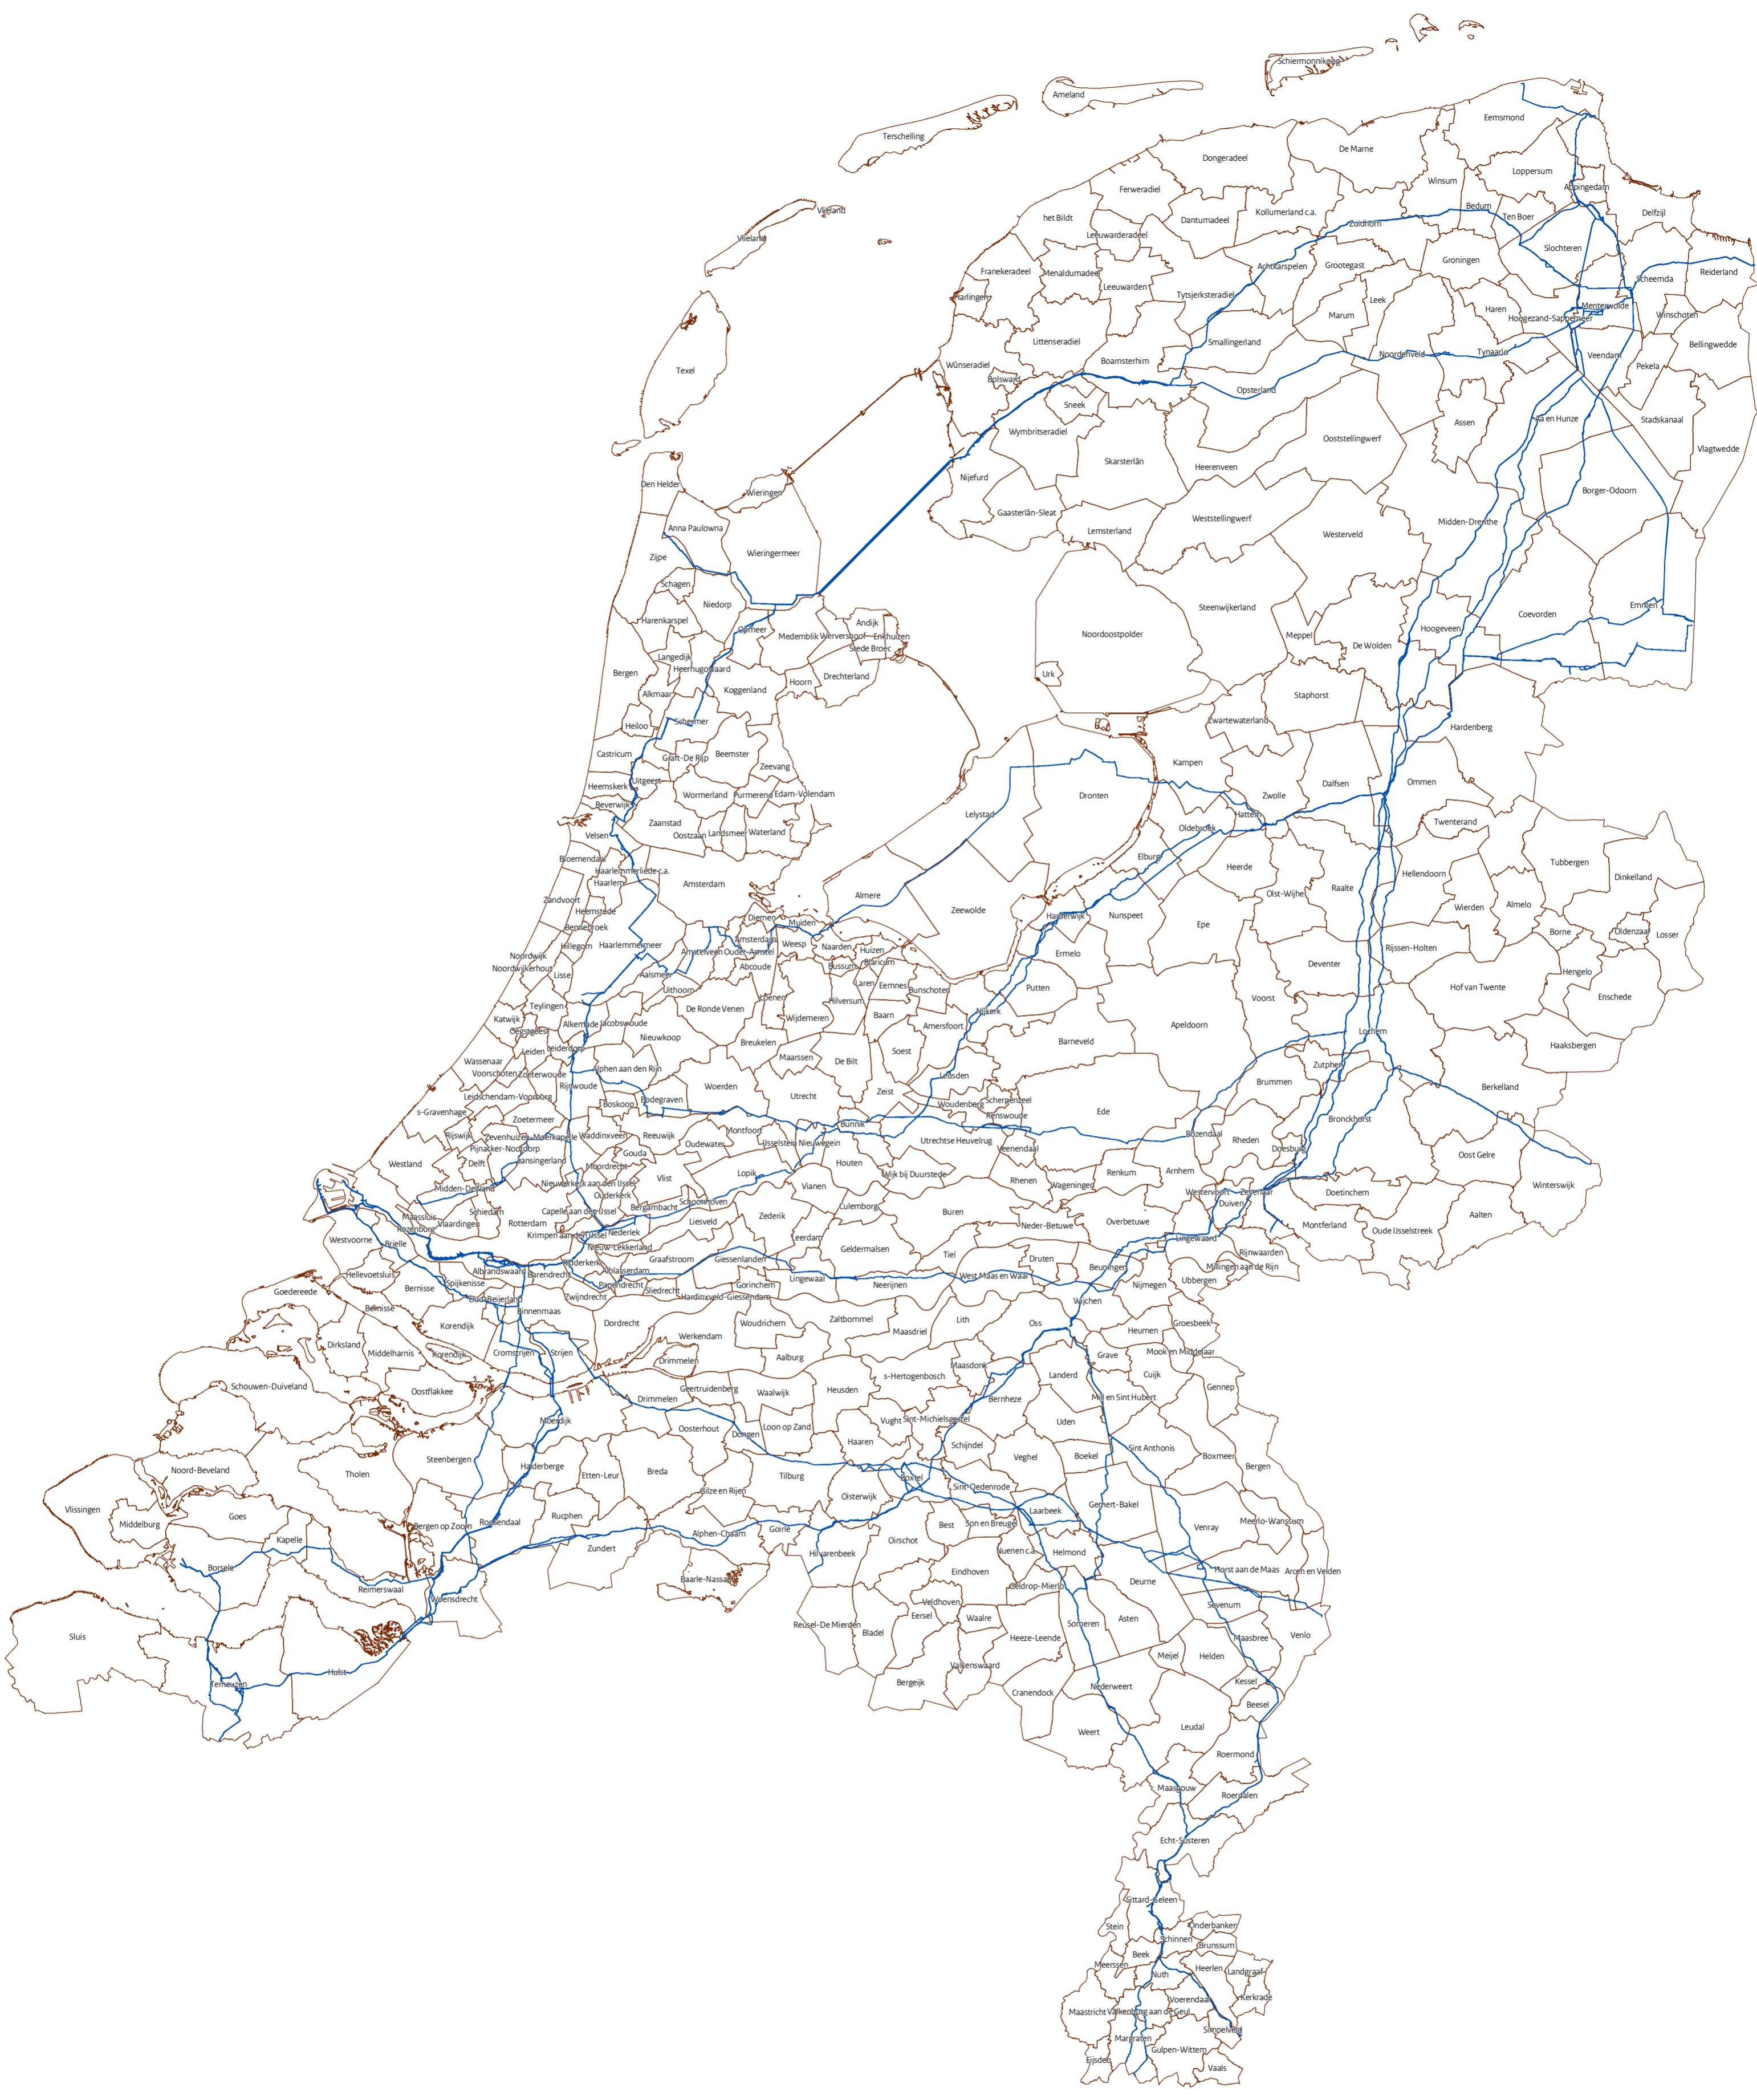 Schiermonnikoog
Ameland
Terschelling
Vlieland
Vlieland
Texel
Eemsmond
De Marne
Dongeradeel
Loppersum
Winsum
Appingedam
Ferweradiel
Bedum
Ten Boer
Delfzijl
Kollumerland c.a.
Dantumadeel
het Bildt
Zuidhorn
Leeuwarderadeel
Slochteren
Groningen
Achtkarspelen
Grootegast
Franekeradeel
Menaldumadeel
Reiderland
Scheemda
Leeuwarden
Tytsjerksteradiel
Harlingen
Leek
Menterwolde
Haren
Marum
Hoogezand-Sappemeer
Winschoten
Littenseradiel
Smallingerland
Bellingwedde
Noordenveld
Tynaarlo
Veendam
Boarnsterhim
Wûnseradiel
Pekela
Bolsward
Opsterland
Sneek
Aa en Hunze
Stadskanaal
Assen
Wymbritseradiel
Ooststellingwerf
Vlagtwedde
Skarsterlân
Heerenveen
Nijefurd
Borger-Odoorn
Den Helder
Wieringen
Gaasterlân-Sleat
Weststellingwerf
Midden-Drenthe
Anna Paulowna
Lemsterland
Westerveld
Wieringermeer
Zijpe
Schagen
Niedorp
Steenwijkerland
Emmen
Coevorden
Harenkarspel
Andijk
Opmeer
Medemblik
Wervershoof
Enkhuizen
Noordoostpolder
Meppel
Hoogeveen
Stede Broec
De Wolden
Langedijk
Heerhugowaard
Bergen
Drechterland
Urk
Hoorn
Koggenland
Alkmaar
Staphorst
Schermer
Heiloo
Zwartewaterland
Hardenberg
Castricum
Graft-De Rijp
Beemster
Zeevang
Kampen
Uitgeest
Heemskerk
Ommen
Dalfsen
Wormerland
Purmerend
Edam-Volendam
Dronten
Zwolle
Beverwijk
Lelystad
Hattem
Zaanstad
Twenterand
Oldebroek
Velsen
Oostzaan
Landsmeer
Waterland
Bloemendaal
Elburg
Tubbergen
Haarlemmerliede c.a.
Heerde
Hellendoorn
Dinkelland
Haarlem
Amsterdam
Raalte
Almere
Olst-Wijhe
Zandvoort
Almelo
Wierden
Heemstede
Zeewolde
Harderwijk
Nunspeet
Diemen
Muiden
Epe
Bennebroek
Borne
Oldenzaal
Losser
Amsterdam
Hillegom
Haarlemmermeer
Weesp
Naarden
Rijssen-Holten
Amstelveen
Ouder-Amstel
Huizen
Ermelo
Noordwijk
Blaricum
Deventer
Noordwijkerhout
Abcoude
Bussum
Hengelo
Lisse
Aalsmeer
Laren
Eemnes
Putten
Hof van Twente
Uithoorn
Bunschoten
Loenen
Hilversum
Voorst
Enschede
Teylingen
De Ronde Venen
Nijkerk
Katwijk
Wijdemeren
Baarn
Alkemade
Jacobswoude
Amersfoort
Apeldoorn
Oegstgeest
Lochem
Nieuwkoop
Breukelen
Barneveld
Haaksbergen
Leiden
Leiderdorp
Soest
Wassenaar
Maarssen
De Bilt
Zutphen
Voorschoten
Zoeterwoude
Alphen aan den Rijn
Leusden
Brummen
Rijnwoude
Woerden
Zeist
Berkelland
Leidschendam-Voorburg
Utrecht
Boskoop
Bodegraven
Scherpenzeel
Woudenberg
s-Gravenhage
Ede
Renswoude
Zoetermeer
Bronckhorst
Bunnik
Montfoort
Rijswijk
Zevenhuizen-Moerkapelle
Waddinxveen
Reeuwijk
Rozendaal
Oudewater
IJsselstein
Nieuwegein
Utrechtse Heuvelrug
Rheden
Pijnacker-Nootdorp
Veenendaal
Doesburg
Gouda
Oost Gelre
Westland
Delft
Lansingerland
Houten
Moordrecht
Lopik
Wijk bij Duurstede
Renkum
Arnhem
Vlist
Rhenen
Wageningen
Winterswijk
Nieuwerkerk aan den IJssel
Vianen
Midden-Delfland
Westervoort
Zevenaar
Doetinchem
Ouderkerk
Schoonhoven
Duiven
Bergambacht
Culemborg
Capelle aan den IJssel
Schiedam
Buren
Maassluis
Zederik
Aalten
Vlaardingen
Rotterdam
Liesveld
Overbetuwe
Neder-Betuwe
Montferland
Rozenburg
Nederlek
Oude IJsselstreek
Krimpen aan den IJssel
Leerdam
Westvoorne
Lingewaard
Brielle
Nieuw-Lekkerland
Geldermalsen
Rijnwaarden
Tiel
Graafstroom
Giessenlanden
Druten
Ridderkerk
Beuningen
Millingen aan de Rijn
Albrandswaard
Alblasserdam
Hellevoetsluis
Barendrecht
Lingewaal
West Maas en Waal
Ubbergen
Spijkenisse
Papendrecht
Gorinchem
Neerijnen
Nijmegen
Bernisse
Goedereede
Sliedrecht
Zwijndrecht
Hardinxveld-Giessendam
Oud-Beijerland
Wijchen
Bernisse
Binnenmaas
Zaltbommel
Lith
Korendijk
Dordrecht
Woudrichem
Oss
Groesbeek
Heumen
Maasdriel
Werkendam
Dirksland
Middelharnis
Cromstrijen
Strijen
Mook en Middelaar
Korendijk
Grave
Aalburg
Drimmelen
Maasdonk
Landerd
Cuijk
s-Hertogenbosch
Schouwen-Duiveland
Gennep
Geertruidenberg
Oostflakkee
Waalwijk
Heusden
Drimmelen
Bernheze
Mill en Sint Hubert
Moerdijk
Vught
Sint-Michielsgestel
Uden
Oosterhout
Loon op Zand
Dongen
Haaren
Schijndel
Sint Anthonis
Boxmeer
Steenbergen
Veghel
Boekel
Halderberge
Bergen
Noord-Beveland
Etten-Leur
Breda
Tholen
Tilburg
Boxtel
Sint-Oedenrode
Gilze en Rijen
Oisterwijk
Gemert-Bakel
Vlissingen
Laarbeek
Goes
Rucphen
Roosendaal
Meerlo-Wanssum
Middelburg
Bergen op Zoom
Best
Son en Breugel
Venray
Goirle
Alphen-Chaam
Kapelle
Oirschot
Zundert
Nuenen c.a.
Helmond
Hilvarenbeek
Borsele
Horst aan de Maas
Arcen en Velden
Eindhoven
Baarle-Nassau
Deurne
Reimerswaal
Geldrop-Mierlo
Woensdrecht
Veldhoven
Sevenum
Eersel
Waalre
Asten
Reusel-De Mierden
Someren
Bladel
Sluis
Heeze-Leende
Maasbree
Venlo
Meijel
Helden
Valkenswaard
Hulst
Kessel
Bergeijk
Terneuzen
Nederweert
Cranendock
Beesel
Leudal
Weert
Roermond
Maasgouw
Roerdalen
Echt-Susteren
Sittard-Geleen
Stein
Onderbanken
Schinnen
Brunssum
Beek
Meerssen
Heerlen
Landgraaf
Nuth
Kerkrade
Voerendaal
Maastricht
Valkenburg aan de Geul
Simpelveld
Margraten
Gulpen-Wittem
Eijsden
Vaals